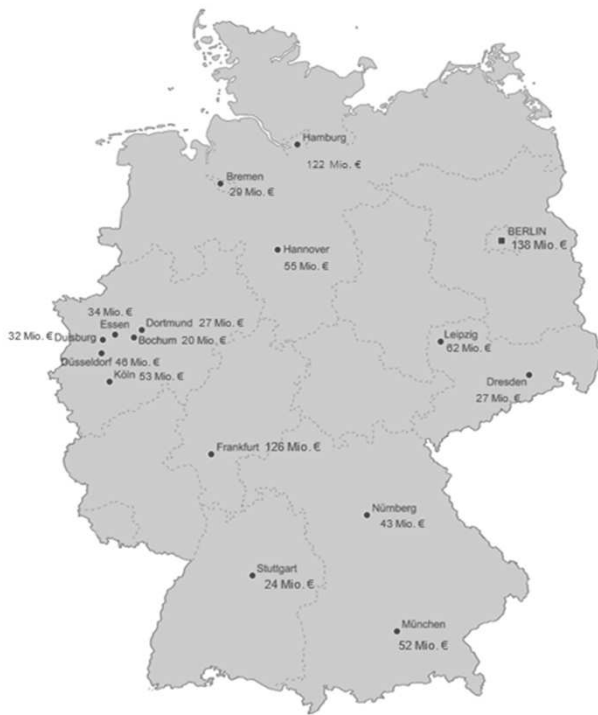 Hamburg
122 Mio. €
Bremen
29 Mio. €
BERLIN
138 Mio. €
Hannover
55 Mio. €
34 Mio. €
Essen
Dortmund 27 Mio. €
32 Mio. € Duisburg
Bochum 20 Mio. €
Düsseldorf 46 Mio. €
Köln 53 Mio. €
Leipzig
62 Mio. €
Dresden
27 Mio. €
Frankfurt 126 Mio. €
Nürnberg
43 Mio. €
Stuttgart
24 Mio. €
München
52 Mio. €